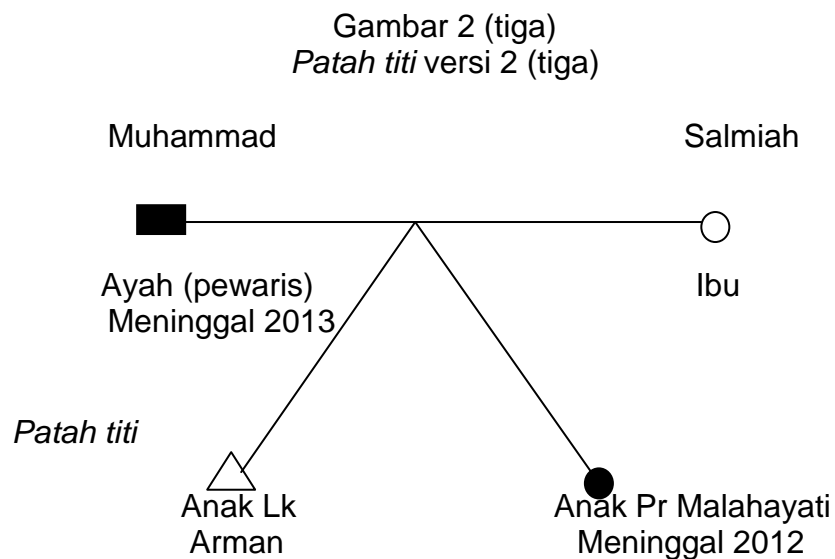 Gambar 2 (tiga)
Patah titi versi 2 (tiga)
Muhammad
Salmiah
Ayah (pewaris)
Meninggal 2013
Ibu
Patah titi
Anak Lk
Arman
Anak Pr Malahayati
Meninggal 2012